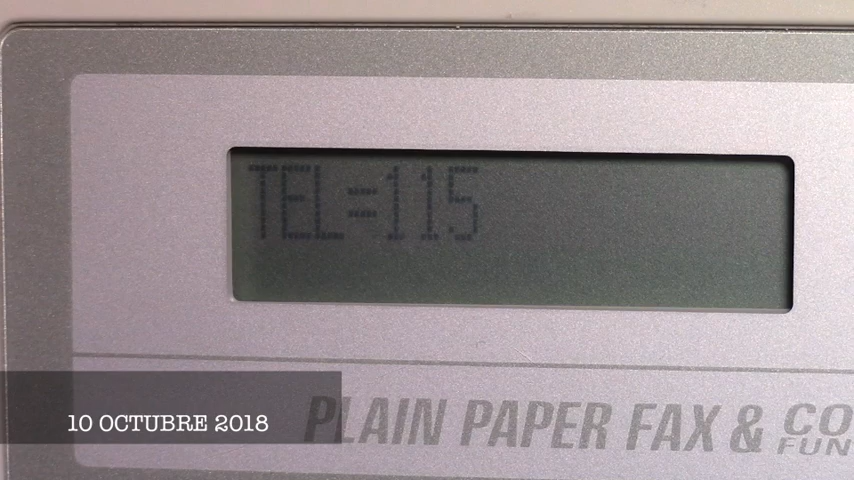 TEL=115
PLAIN PAPER FAX & CO
FUN
10 OCTUBRE 2018